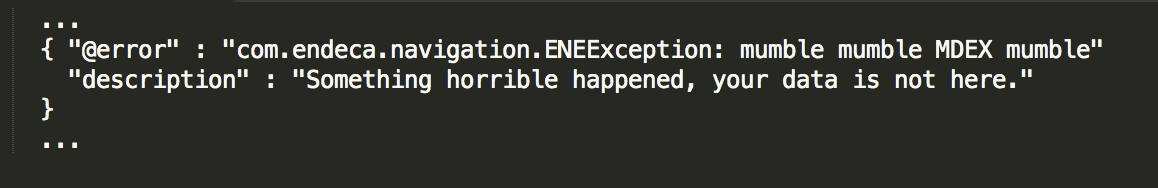 ...
{ "@error" : "com.endeca.navigation.ENEException: mumble mumble MDEX mumble"
"description" : "Something horrible happened, your data is not here."
}
...